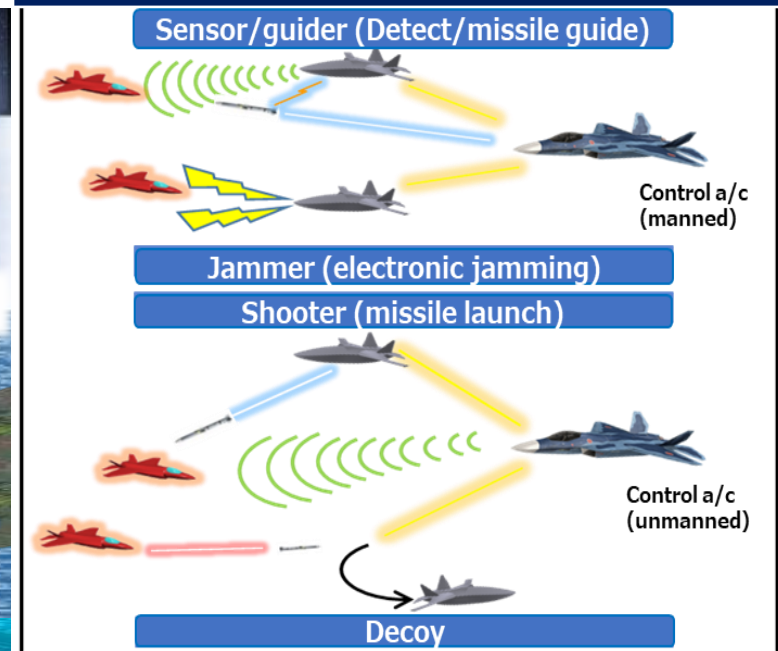 Sensor/guider (Detect/missile guide)
Control a/c
(manned)
Jammer (electronic jamming)
Shooter (missile launch)
Control a/c
(unmanned)
Decoy